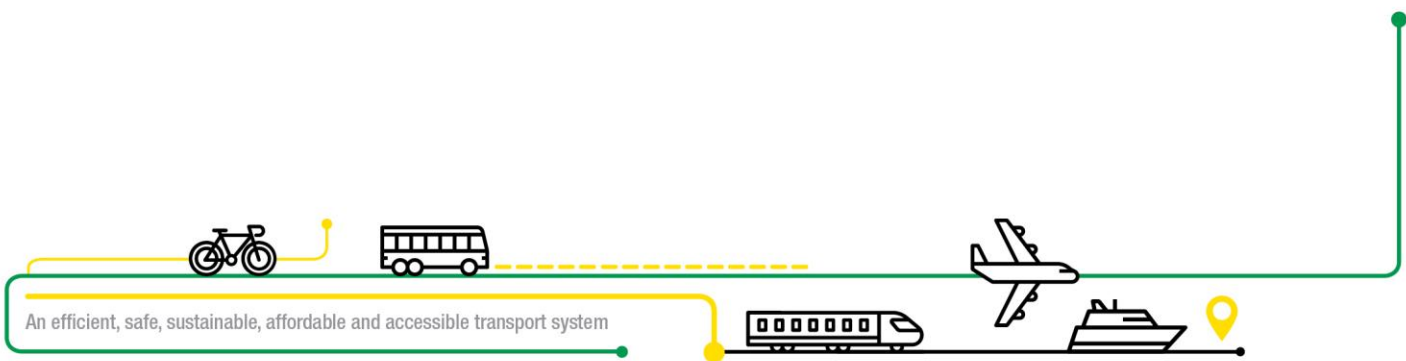 An efficient, safe, sustainable, affordable and accessible transport system